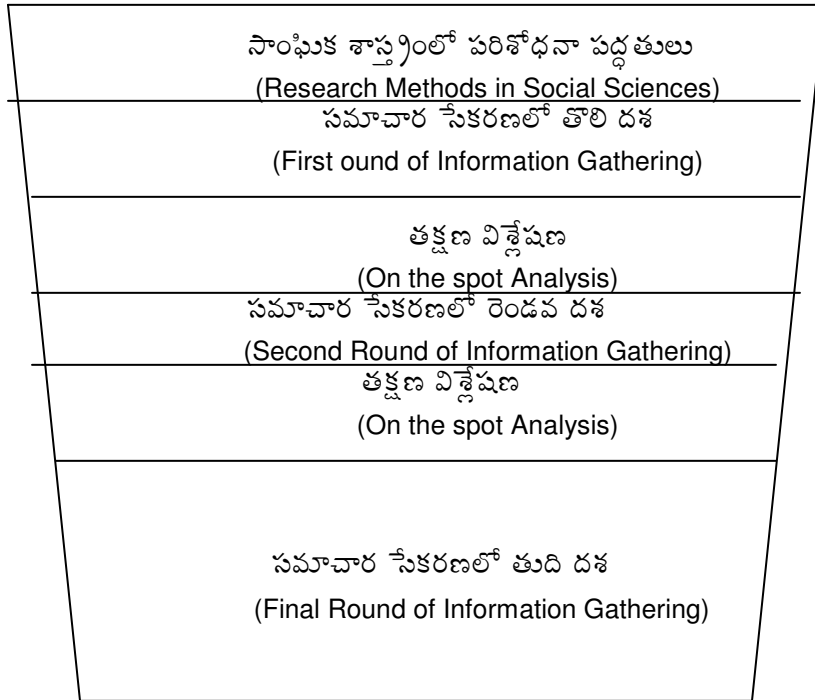 సాంఘిక శాస్త్రంలో పరిశోధనా పద్ధతులు
(Research Methods in Social Sciences)
సమాచార సేకరణలో తొలి దశ
(First ound of Information Gathering)
తక్షణ విశ్లేషణ
(On the spot Analysis)
సమాచార సేకరణలో రెండవ దశ
(Second Round of Information Gathering)
తక్షణ విశ్లేషణ
(On the spot Analysis)
సమాచార సేకరణలో తుది దశ
(Final Round of Information Gathering)